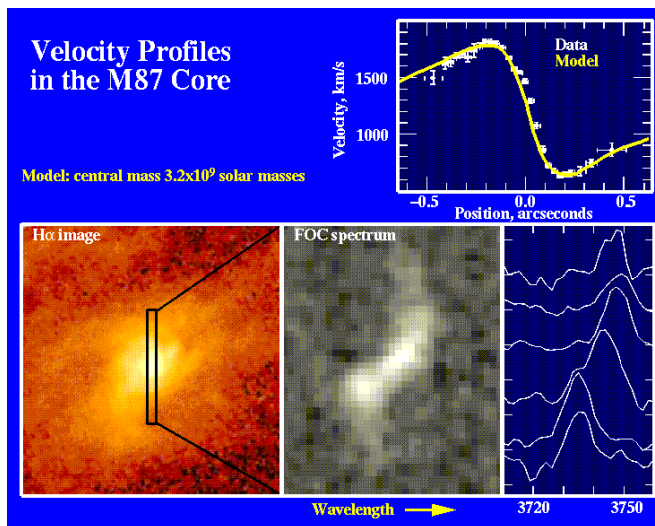 Velocity Profiles
in the M87 Core
Model: central mass 3.2x10⁹ solar masses
Data
Model
Velocity, km/s
1500
1000
−0.5 0.0 0.5
Position, arcseconds
Hα image
FOC spectrum
Wavelength
3720 3750